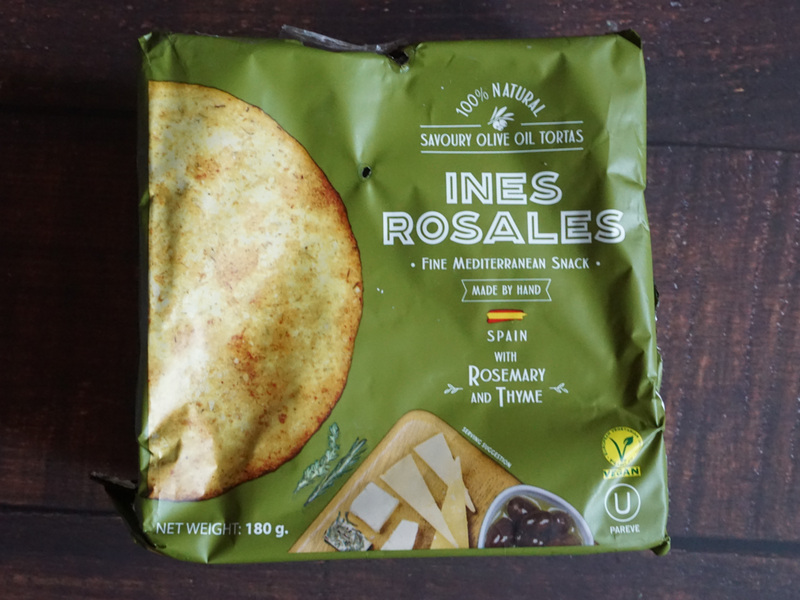 100% NATURAL
SAVOURY OLIVE OIL TORTAS
INES
ROSALES
• FINE MEDITERRANEAN SNACK •
MADE BY HAND
SPAIN
WITH
ROSEMARY
AND THYME
SERVING SUGGESTION
VEGAN
U
PAREVE
NET WEIGHT: 180 g.